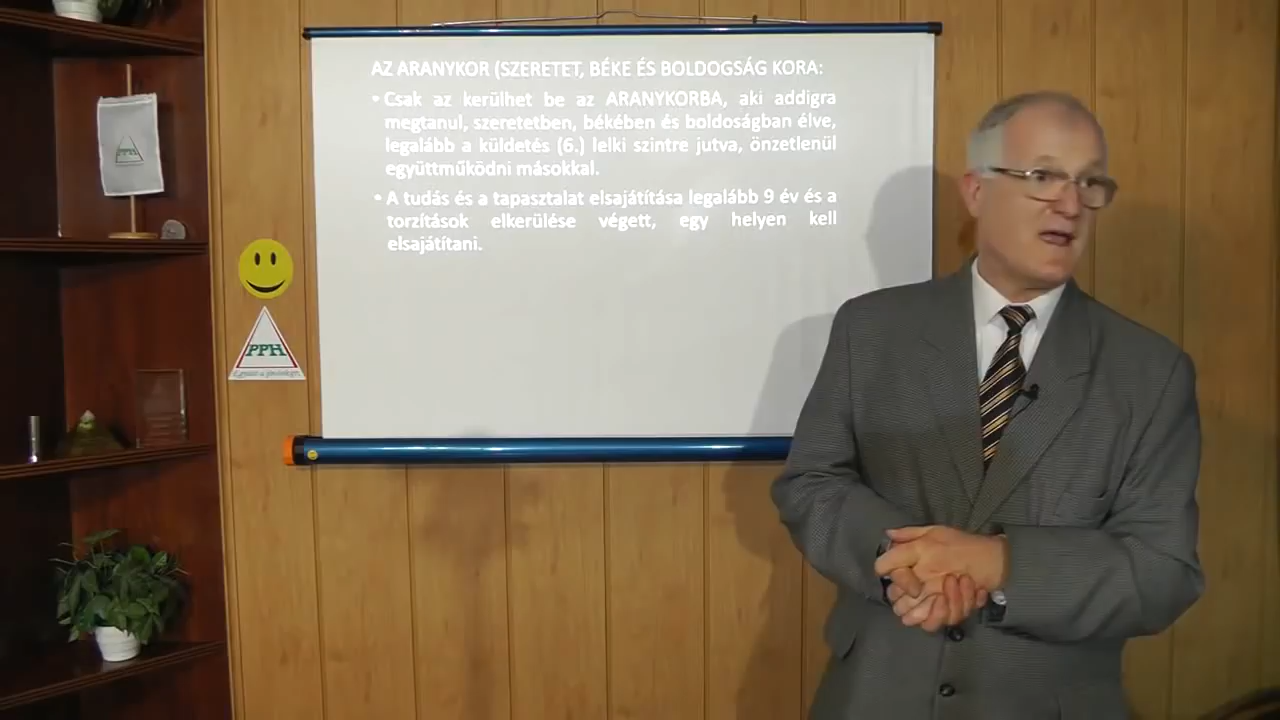 AZ ARANYKOR (SZERETET, BÉKE ÉS BOLDOGSÁG KORA:
• Csak az kerülhet be az ARANYKORBA, aki addigra
megtanul, szeretetben, békében és boldoságban élve,
legalább a küldetés (6.) lelki szintre jutva, önzetlenül
együttműködni másokkal.
• A tudás és a tapasztalat elsajátítása legalább 9 év és a
torzítások elkerülése végett, egy helyen kell
elsajátítani.
PPH
PPH